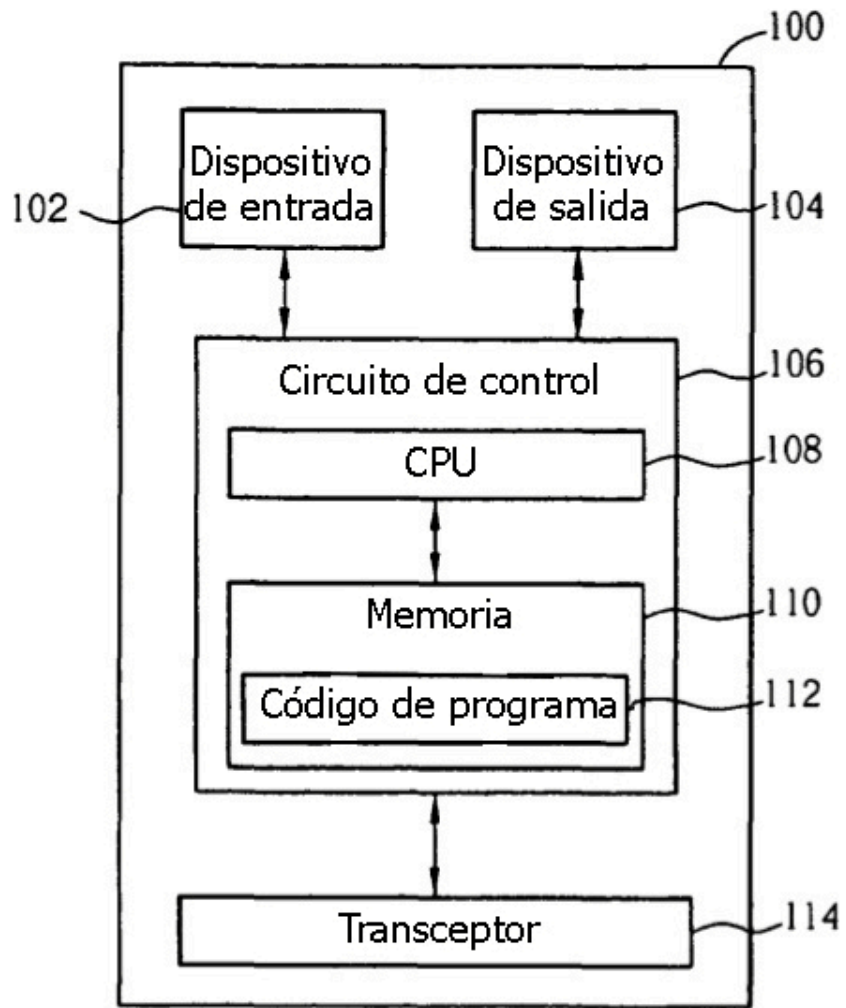 100
Dispositivo
de entrada
Dispositivo
de salida
102
104
Circuito de control
106
CPU
108
Memoria
110
Código de programa
112
Transceptor
114